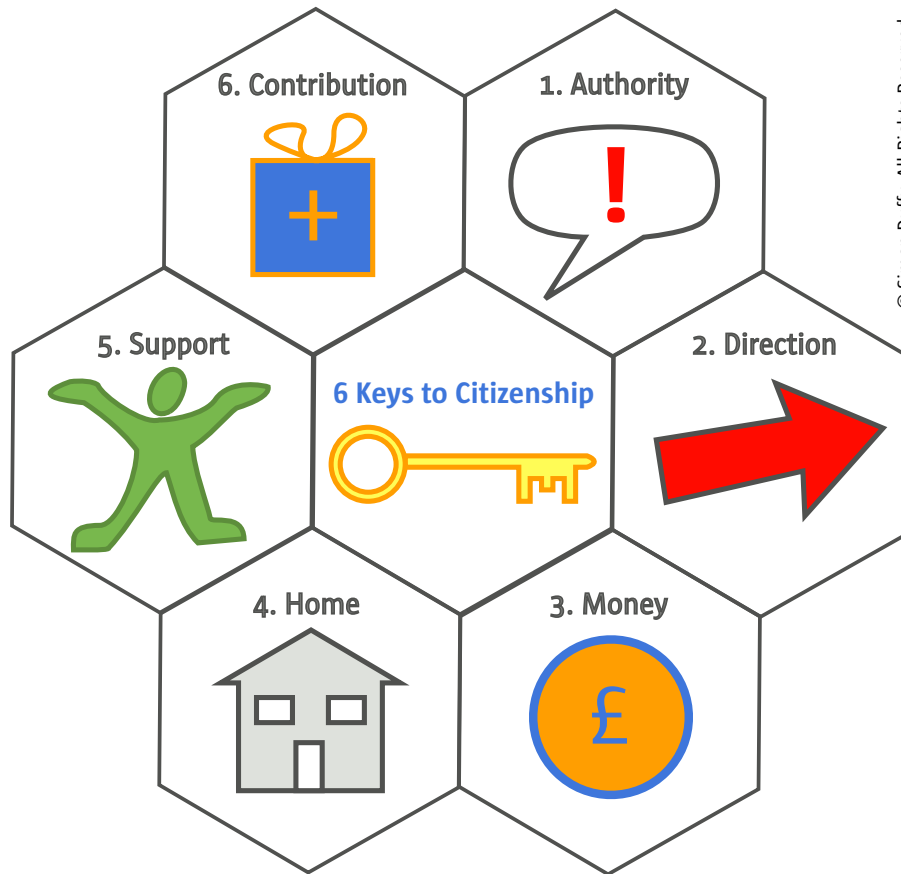 6. Contribution
1. Authority
!
5. Support
2. Direction
6 Keys to Citizenship
4. Home
3. Money
£